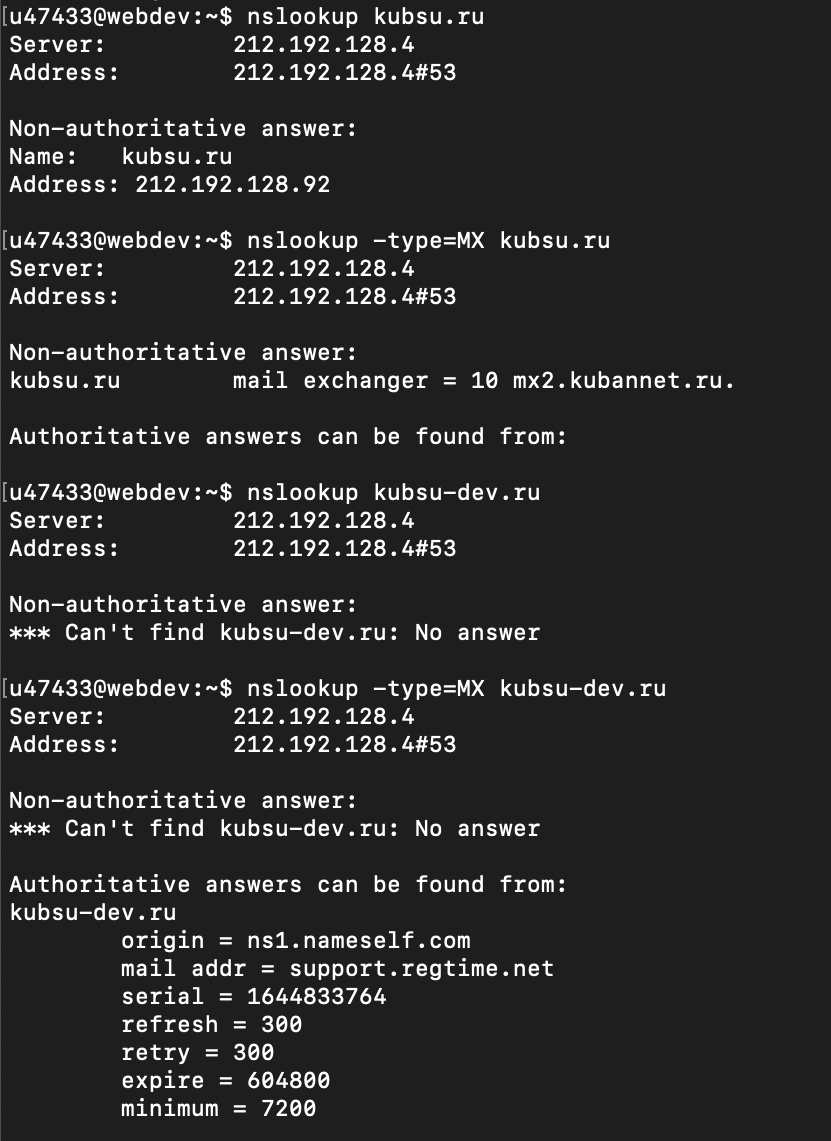 [u47433@webdev:~$ nslookup kubsu.ru
Server:         212.192.128.4
Address:        212.192.128.4#53
Non-authoritative answer:
Name:   kubsu.ru
Address: 212.192.128.92
[u47433@webdev:~$ nslookup -type=MX kubsu.ru
Server:         212.192.128.4
Address:        212.192.128.4#53
Non-authoritative answer:
kubsu.ru        mail exchanger = 10 mx2.kubannet.ru.
Authoritative answers can be found from:
[u47433@webdev:~$ nslookup kubsu-dev.ru
Server:         212.192.128.4
Address:        212.192.128.4#53
Non-authoritative answer:
*** Can't find kubsu-dev.ru: No answer
[u47433@webdev:~$ nslookup -type=MX kubsu-dev.ru
Server:         212.192.128.4
Address:        212.192.128.4#53
Non-authoritative answer:
*** Can't find kubsu-dev.ru: No answer
Authoritative answers can be found from:
kubsu-dev.ru
        origin = ns1.nameself.com
        mail addr = support.regtime.net
        serial = 1644833764
        refresh = 300
        retry = 300
        expire = 604800
        minimum = 7200